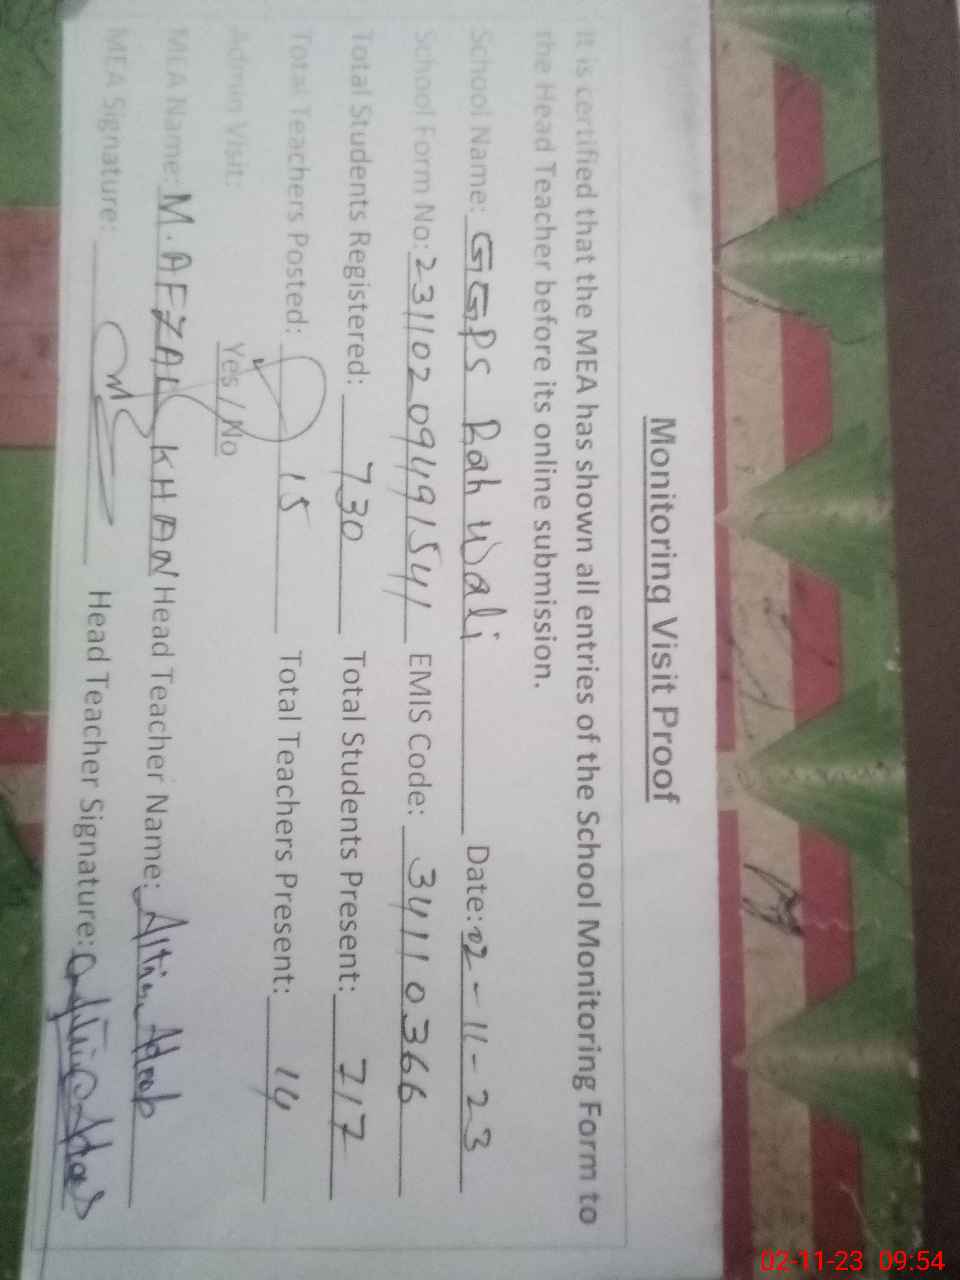 Monitoring Visit Proof
It is certified that the MEA has shown all entries of the School Monitoring Form to
the Head Teacher before its online submission.
School Name: GGPS Rah Wali Date: 02-11-23
School Form No: 23110209491541 EMIS Code: 34110366
Total Students Registered: 730 Total Students Present: 717
Total Teachers Posted: 15 Total Teachers Present: 14
Admin Visit: Yes / No
MEA Name: M. AFZAL KHAN Head Teacher Name:
MEA Signature: Head Teacher Signature:
02-11-23 09:54